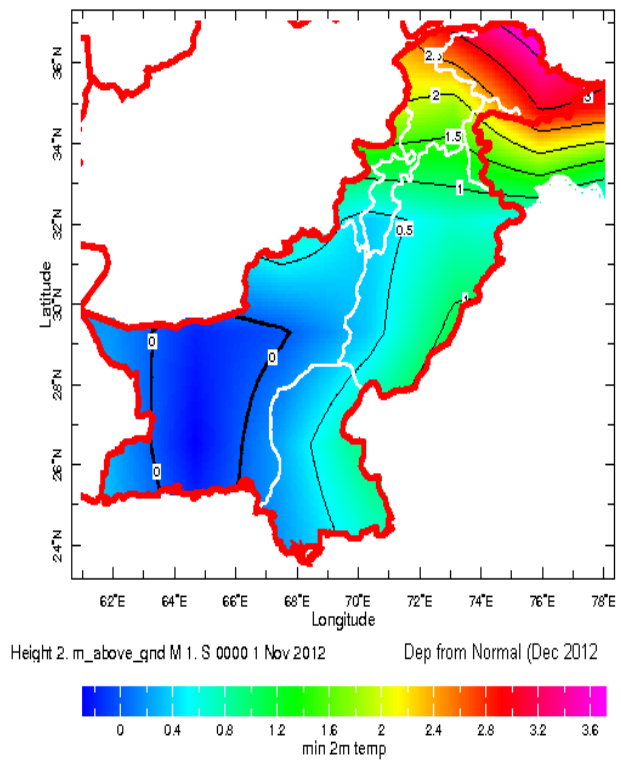 36°N
34°N
32°N
30°N
28°N
26°N
24°N
Latitude
2.5
3
2
1.5
1
0.5
1
0
0
0
62°E 64°E 66°E 68°E 70°E 72°E 74°E 76°E 78°E
Longitude
Height 2. m_above_gnd M 1. S 0000 1 Nov 2012 Dep from Normal (Dec 2012
0 0.4 0.8 1.2 1.6 2 2.4 2.8 3.2 3.6
min 2m temp